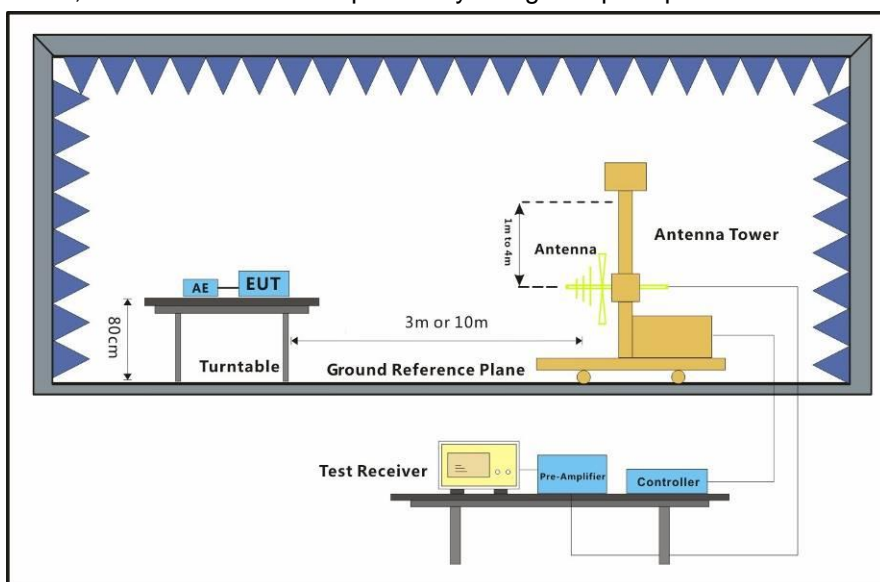 1m to 4m
Antenna
Antenna Tower
AE
EUT
80cm
3m or 10m
Turntable
Ground Reference Plane
Test Receiver
Pre-Amplifier
Controller